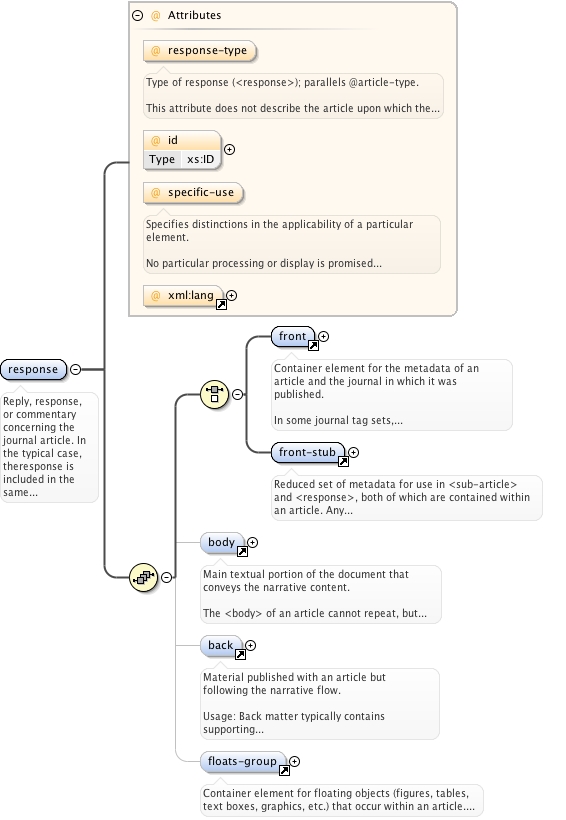 @ Attributes
@ response-type
Type of response (<response>); parallels @article-type.
This attribute does not describe the article upon which the...
@ id
Type xs:ID
@ specific-use
Specifies distinctions in the applicability of a particular
element.
No particular processing or display is promised...
@ xml:lang
response
Reply, response,
or commentary
concerning the
journal article. In
the typical case,
theresponse is
included in the
same...
front
Container element for the metadata of an
article and the journal in which it was
published.
In some journal tag sets,...
front-stub
Reduced set of metadata for use in <sub-article>
and <response>, both of which are contained within
an article. Any...
body
Main textual portion of the document that
conveys the narrative content.
The <body> of an article cannot repeat, but...
back
Material published with an article but
following the narrative flow.
Usage: Back matter typically contains
supporting...
floats-group
Container element for floating objects (figures, tables,
text boxes, graphics, etc.) that occur within an article....